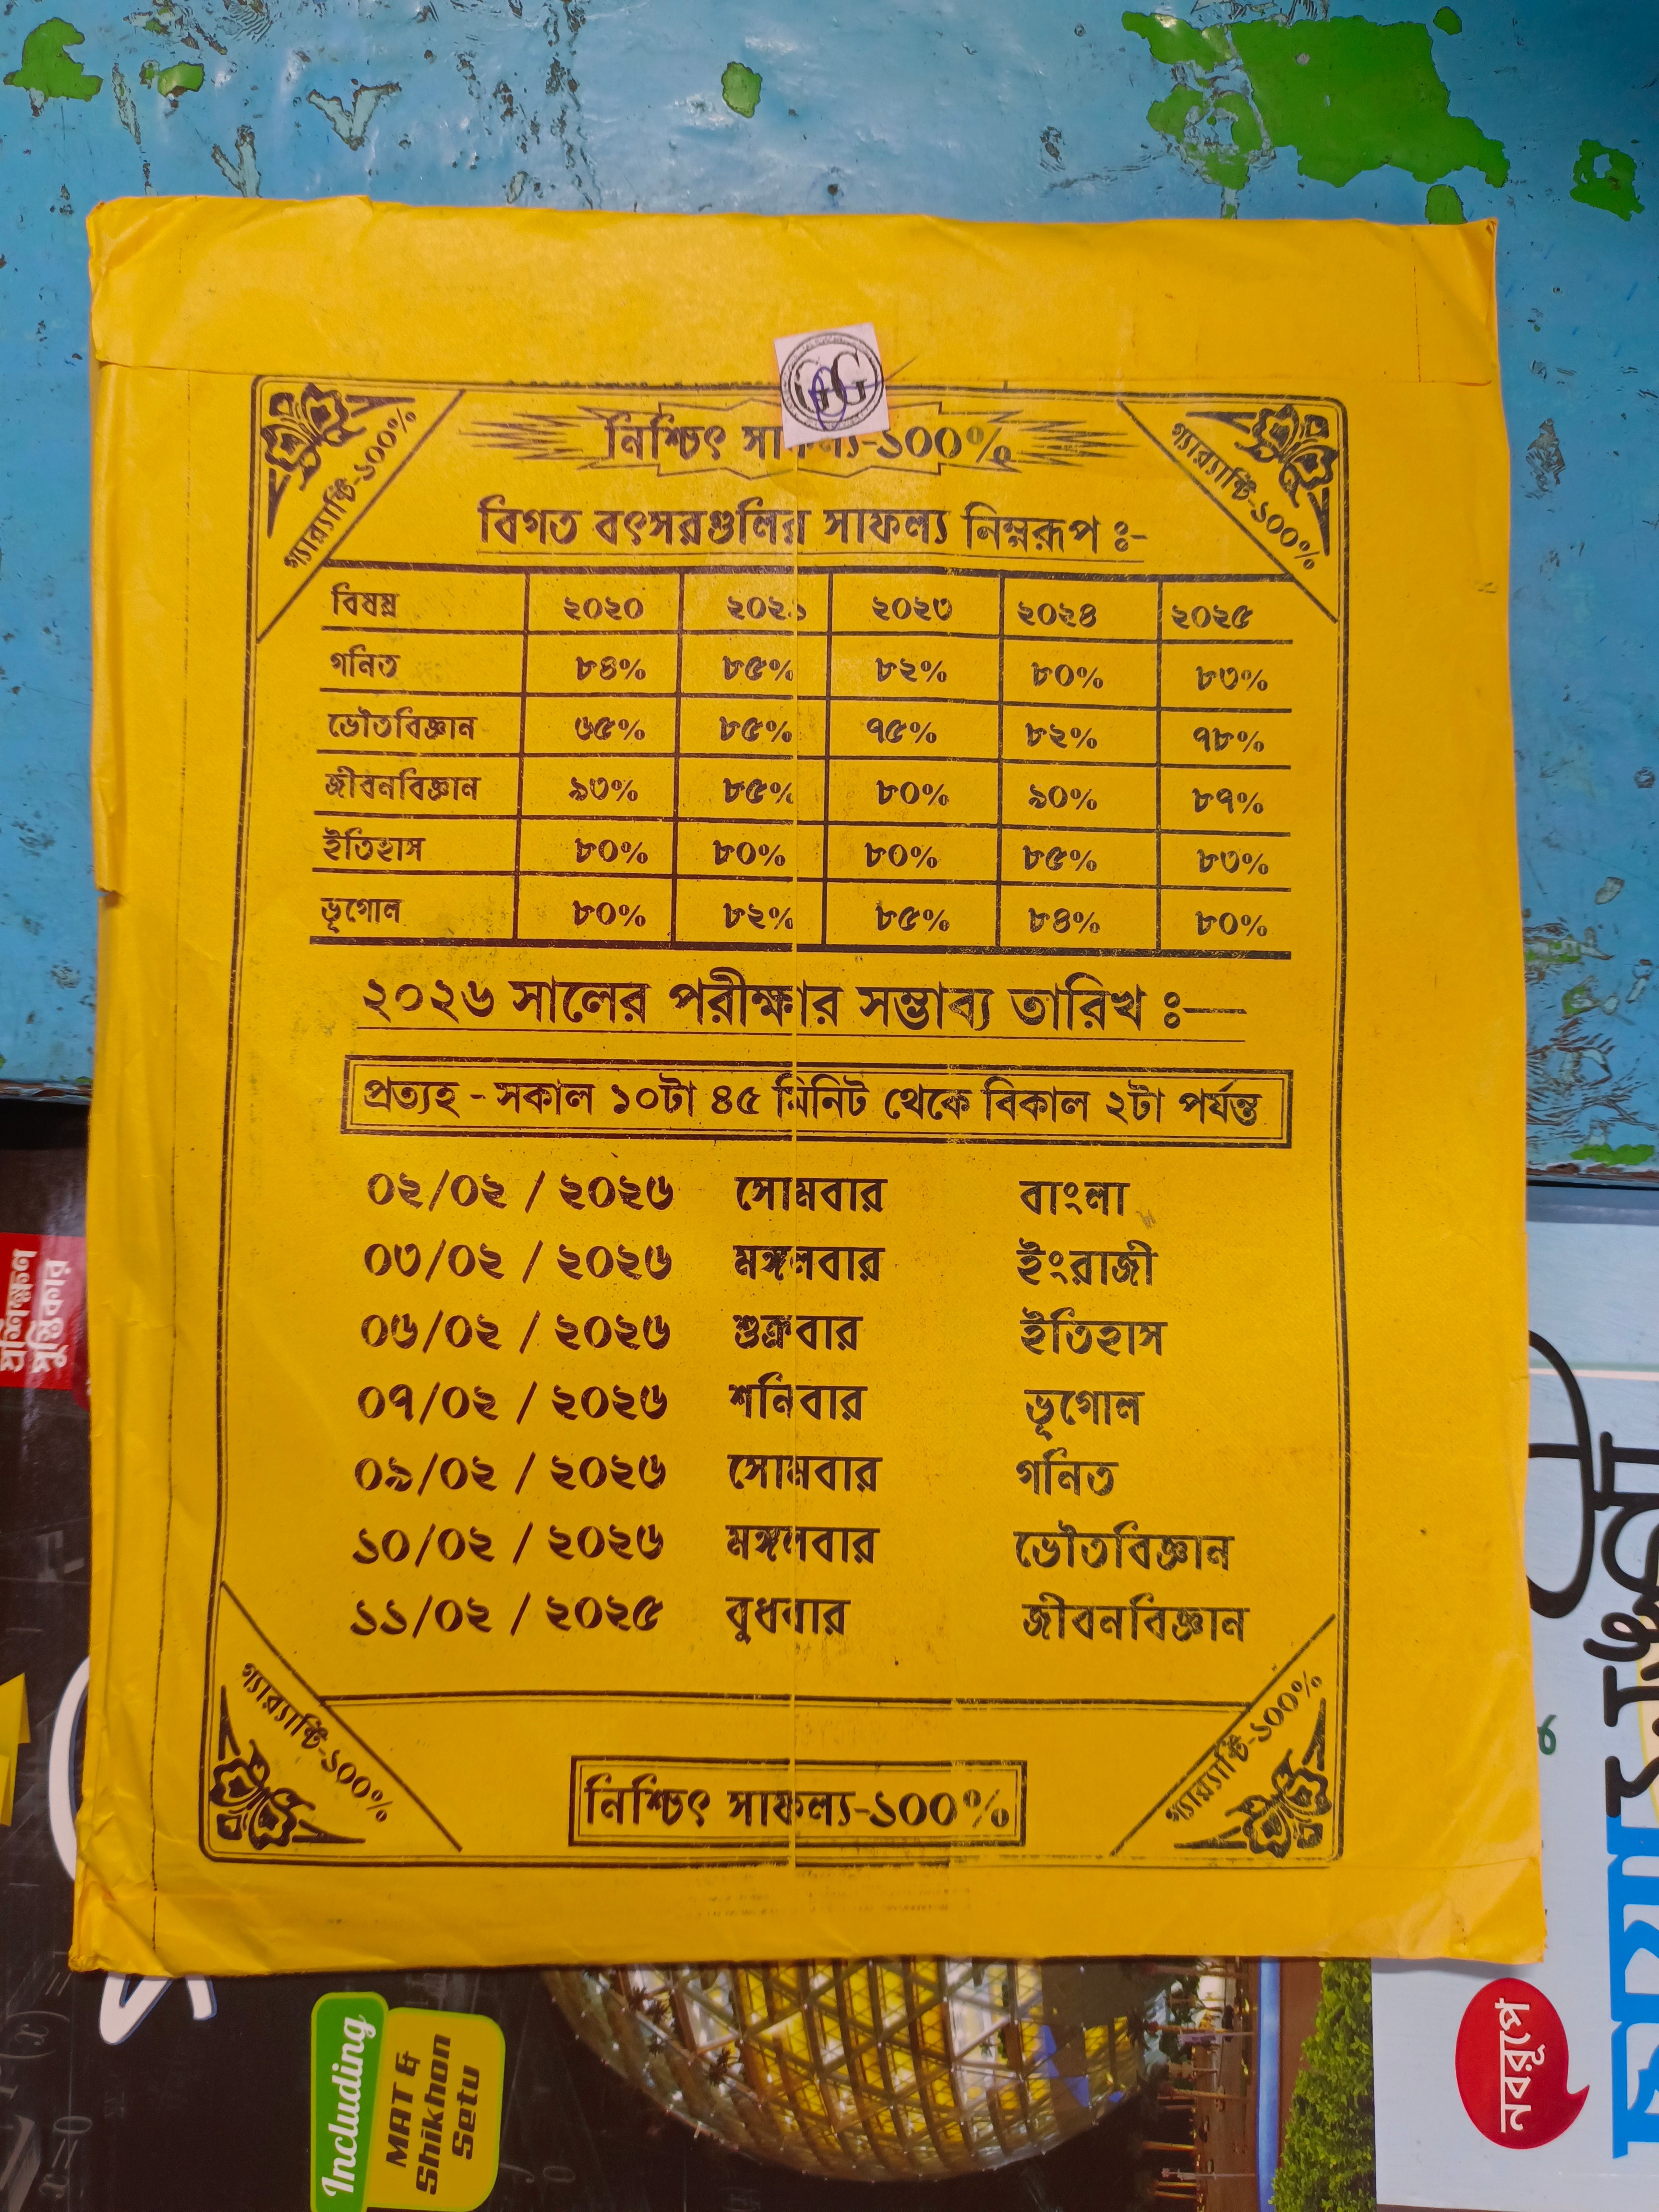 গ্যারান্টি-১০০%
নিশ্চিৎ সাফল্য-১০০%
গ্যারান্টি-১০০%
বিগত বৎসরগুলির সাফল্য নিম্নরূপ ঃ-
বিষয় ২০২০ ২০২১ ২০২৩ ২০২৪ ২০২৫
গনিত ৮৪% ৮৫% ৮২% ৮০% ৮৩%
ভৌতবিজ্ঞান ৬৫% ৮৫% ৭৫% ৮২% ৭৮%
জীবনবিজ্ঞান ৯৩% ৮৫% ৮০% ৯০% ৮৭%
ইতিহাস ৮০% ৮০% ৮০% ৮৫% ৮৩%
ভূগোল ৮০% ৮২% ৮৫% ৮৪% ৮০%
২০২৬ সালের পরীক্ষার সম্ভাব্য তারিখ ঃ—
প্রত্যহ - সকাল ১০টা ৪৫ মিনিট থেকে বিকাল ২টা পর্যন্ত
০২/০২ / ২০২৬ সোমবার বাংলা
০৩/০২ / ২০২৬ মঙ্গলবার ইংরাজী
০৬/০২ / ২০২৬ শুক্রবার ইতিহাস
০৭/০২ / ২০২৬ শনিবার ভূগোল
০৯/০২ / ২০২৬ সোমবার গনিত
১০/০২ / ২০২৬ মঙ্গলবার ভৌতবিজ্ঞান
১১/০২ / ২০২৫ বুধবার জীবনবিজ্ঞান
গ্যারান্টি-১০০%
নিশ্চিৎ সাফল্য-১০০%
গ্যারান্টি-১০০%
প্রশিক্ষণ
পুস্তিকার
Including
MAT &
Shikhon
Setu
নবরূপে
x=0